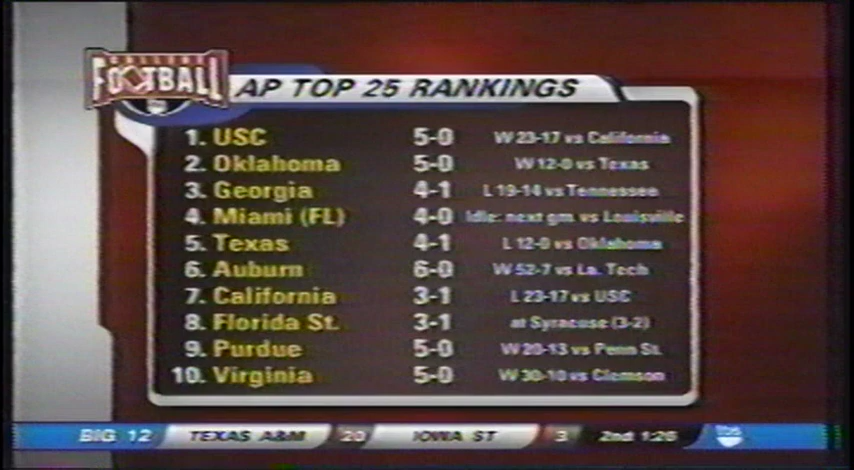 COLLEGE
FOOTBALL
AP TOP 25 RANKINGS
1. USC 5-0 W 23-17 vs California
2. Oklahoma 5-0 W 12-0 vs Texas
3. Georgia 4-1 L 19-14 vs Tennessee
4. Miami (FL) 4-0 Idle: next gm vs Louisville
5. Texas 4-1 L 12-0 vs Oklahoma
6. Auburn 6-0 W 52-7 vs La. Tech
7. California 3-1 L 23-17 vs USC
8. Florida St. 3-1 at Syracuse (3-2)
9. Purdue 5-0 W 20-13 vs Penn St.
10. Virginia 5-0 W 30-10 vs Clemson
BIG 12 TEXAS A&M 20 IOWA ST 3 2nd 1:26 TBS